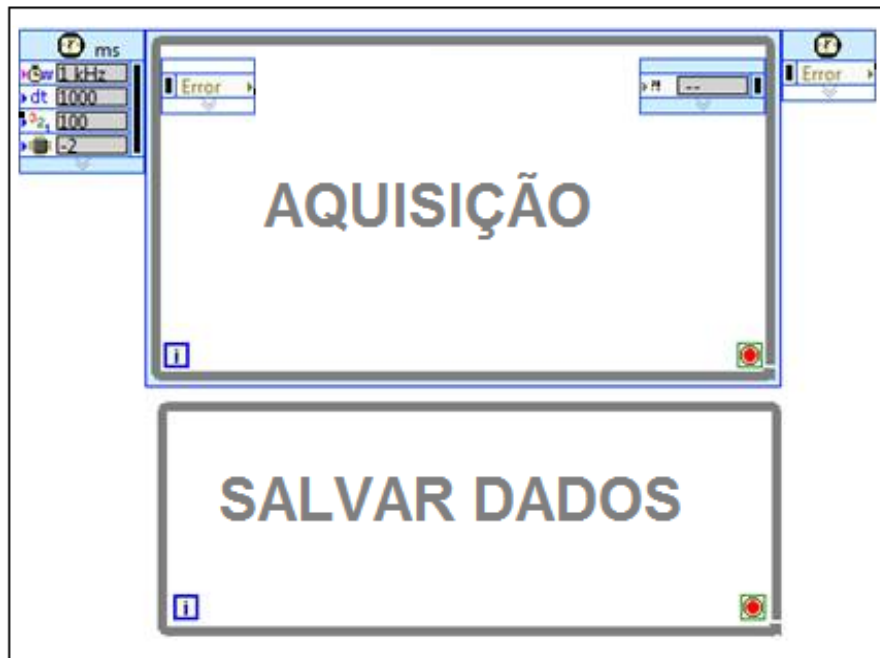 ms
1 kHz
dt 1000
100
-2
Error
--
Error
AQUISIÇÃO
i
SALVAR DADOS
i